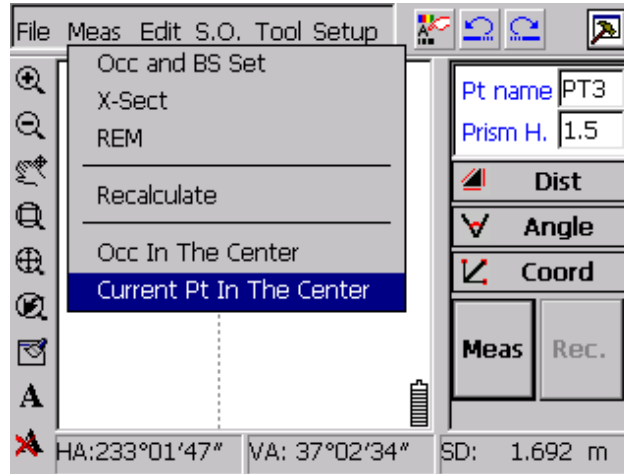 File Meas Edit S.O. Tool Setup
Occ and BS Set
X-Sect
REM
Recalculate
Occ In The Center
Current Pt In The Center
Pt name PT3
Prism H. 1.5
Dist
Angle
Coord
Meas Rec.
A
A
HA:233°01'47" VA: 37°02'34" SD: 1.692 m